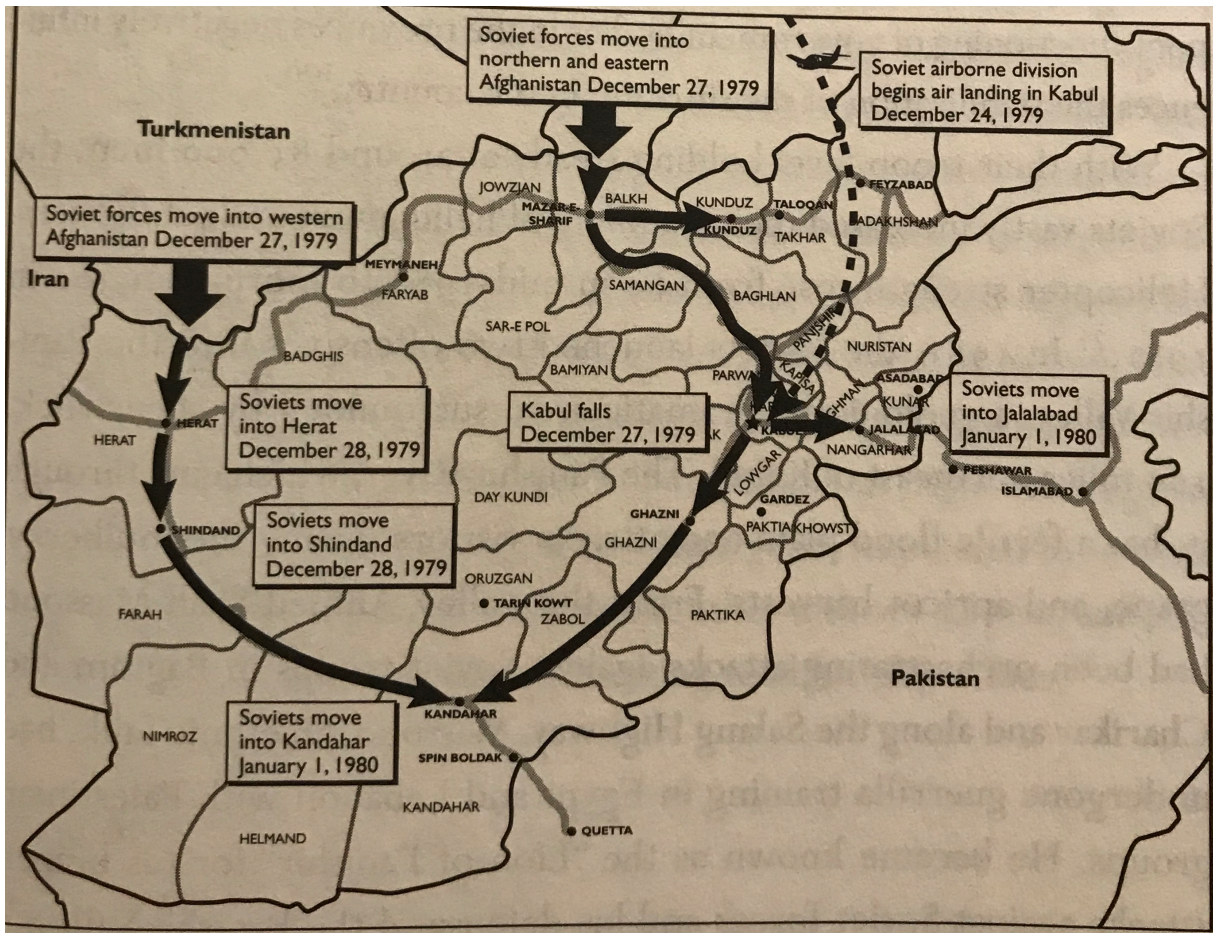 Soviet forces move into
northern and eastern
Afghanistan December 27, 1979
Soviet airborne division
begins air landing in Kabul
December 24, 1979
Turkmenistan
Soviet forces move into western
Afghanistan December 27, 1979
Iran
JOWZJAN
MAZAR-E-
SHARIF
BALKH
KUNDUZ
KUNDUZ
TALOQAN
TAKHAR
FEYZABAD
BADAKHSHAN
MEYMANEH
FARYAB
SAMANGAN
BAGHLAN
SAR-E POL
PANJSHIR
NURISTAN
BADGHIS
BAMIYAN
PARWAN
KAPISA
LAGHMAN
ASADABAD
KUNAR
Soviets move
into Jalalabad
January 1, 1980
Soviets move
into Herat
December 28, 1979
Kabul falls
December 27, 1979
HERAT
HERAT
KABUL
JALALABAD
NANGARHAR
PESHAWAR
ISLAMABAD
LOWGAR
DAY KUNDI
GHAZNI
GHAZNI
GARDEZ
PAKTIA
KHOWST
SHINDAND
Soviets move
into Shindand
December 28, 1979
ORUZGAN
TARIN KOWT
ZABOL
PAKTIKA
FARAH
Pakistan
KANDAHAR
NIMROZ
Soviets move
into Kandahar
January 1, 1980
SPIN BOLDAK
KANDAHAR
HELMAND
QUETTA